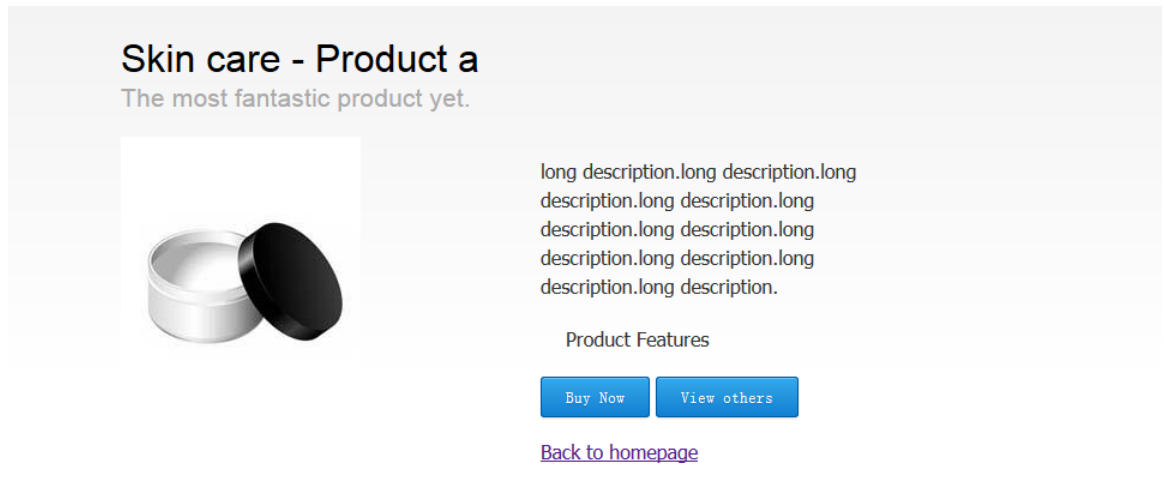 Skin care - Product a
The most fantastic product yet.
long description.long description.long
description.long description.long
description.long description.long
description.long description.long
description.long description.
Product Features
Buy Now View others
Back to homepage